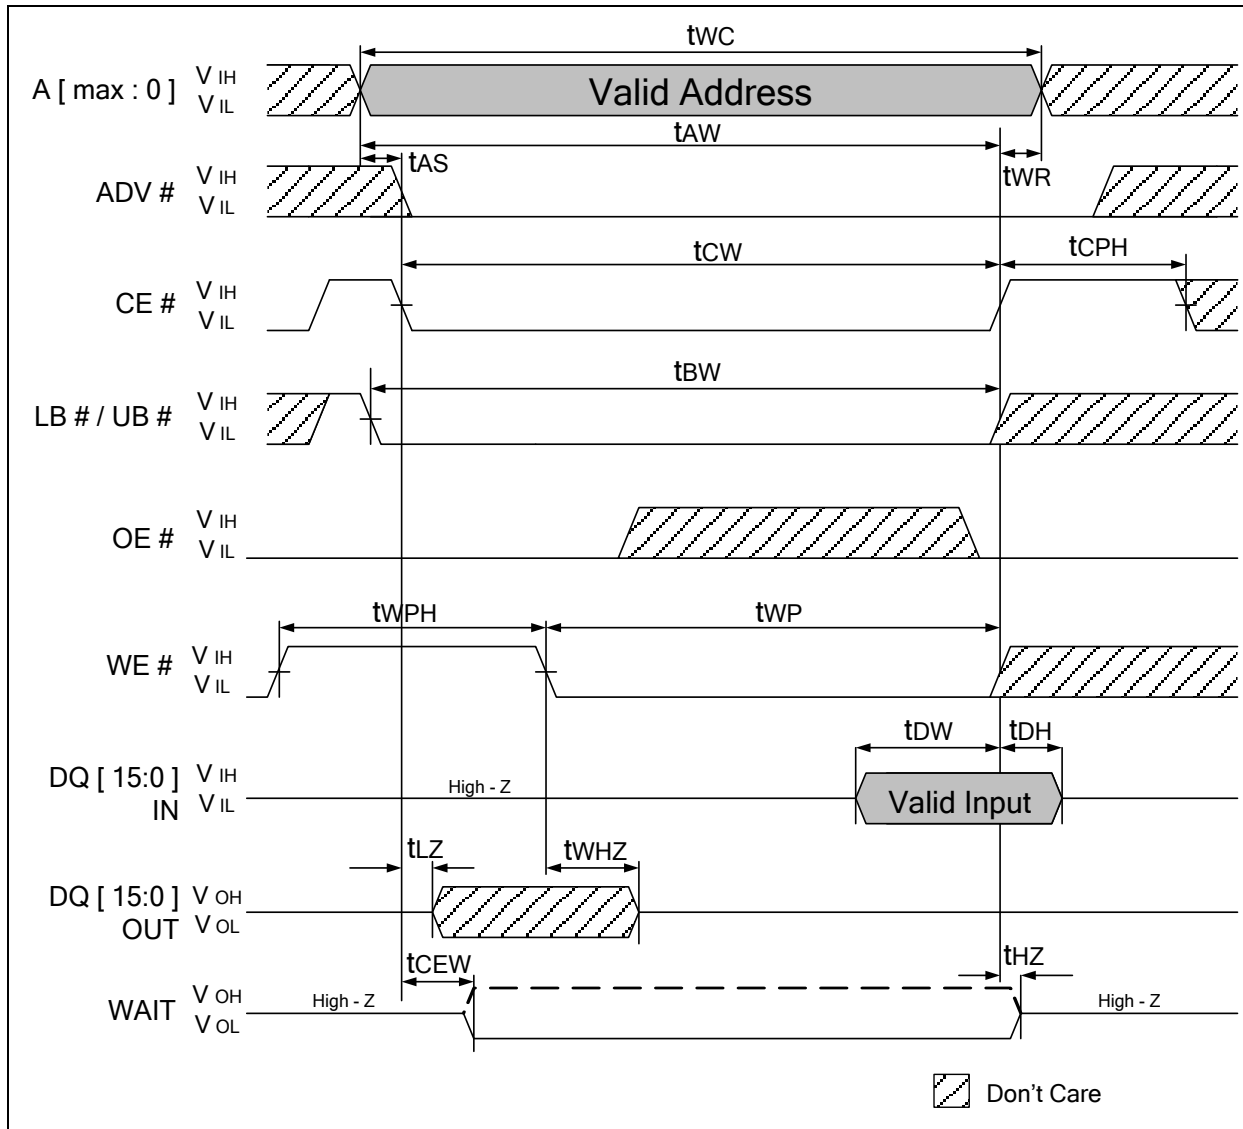 tWC
A [ max : 0 ] V IH
V IL
Valid Address
tAW
tAS
tWR
ADV # V IH
V IL
tCW
tCPH
CE # V IH
V IL
tBW
LB # / UB # V IH
V IL
OE # V IH
V IL
tWPH
tWP
WE # V IH
V IL
tDW
tDH
DQ [ 15:0 ] V IH
IN V IL
High - Z
Valid Input
tLZ
tWHZ
DQ [ 15:0 ] V OH
OUT V OL
tCEW
tHZ
WAIT V OH
V OL
High - Z
High - Z
Don't Care